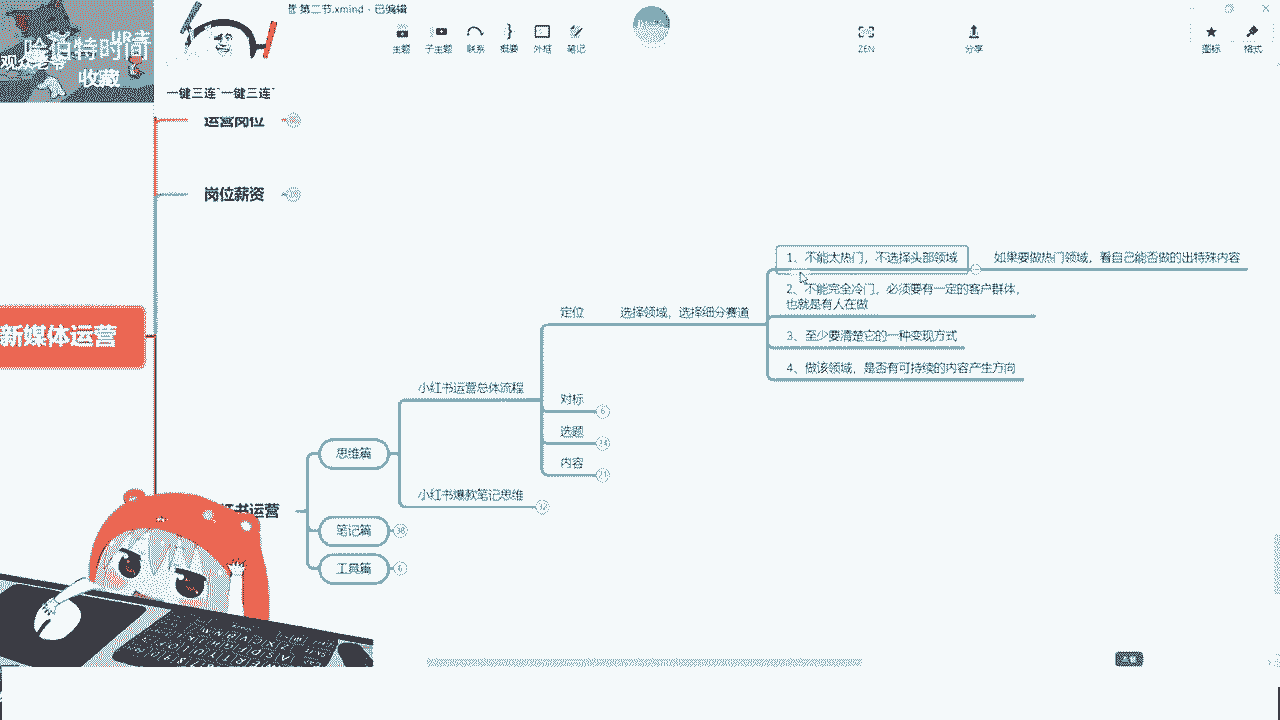 第二节.xmind - 已编辑
主题
子主题
联系
概要
外框
笔记
ZEN
分享
图标
格式
UP主
哈伯特时间
观众老爷
收藏
一键三连~一键三连~
运营岗位
岗位薪资
新媒体运营
书运营
思维篇
笔记篇
38
工具篇
6
小红书运营总体流程
小红书爆款笔记思维
定位
选择领域，选择细分赛道
对标
6
选题
内容
21
1、不能太热门，不选择头部领域
如果要做热门领域，看自己能否做的出特殊内容
2、不能完全冷门，必须要有一定的客户群体，
也就是有人在做
3、至少要清楚它的一种变现方式
4、做该领域，是否有可持续的内容产生方向